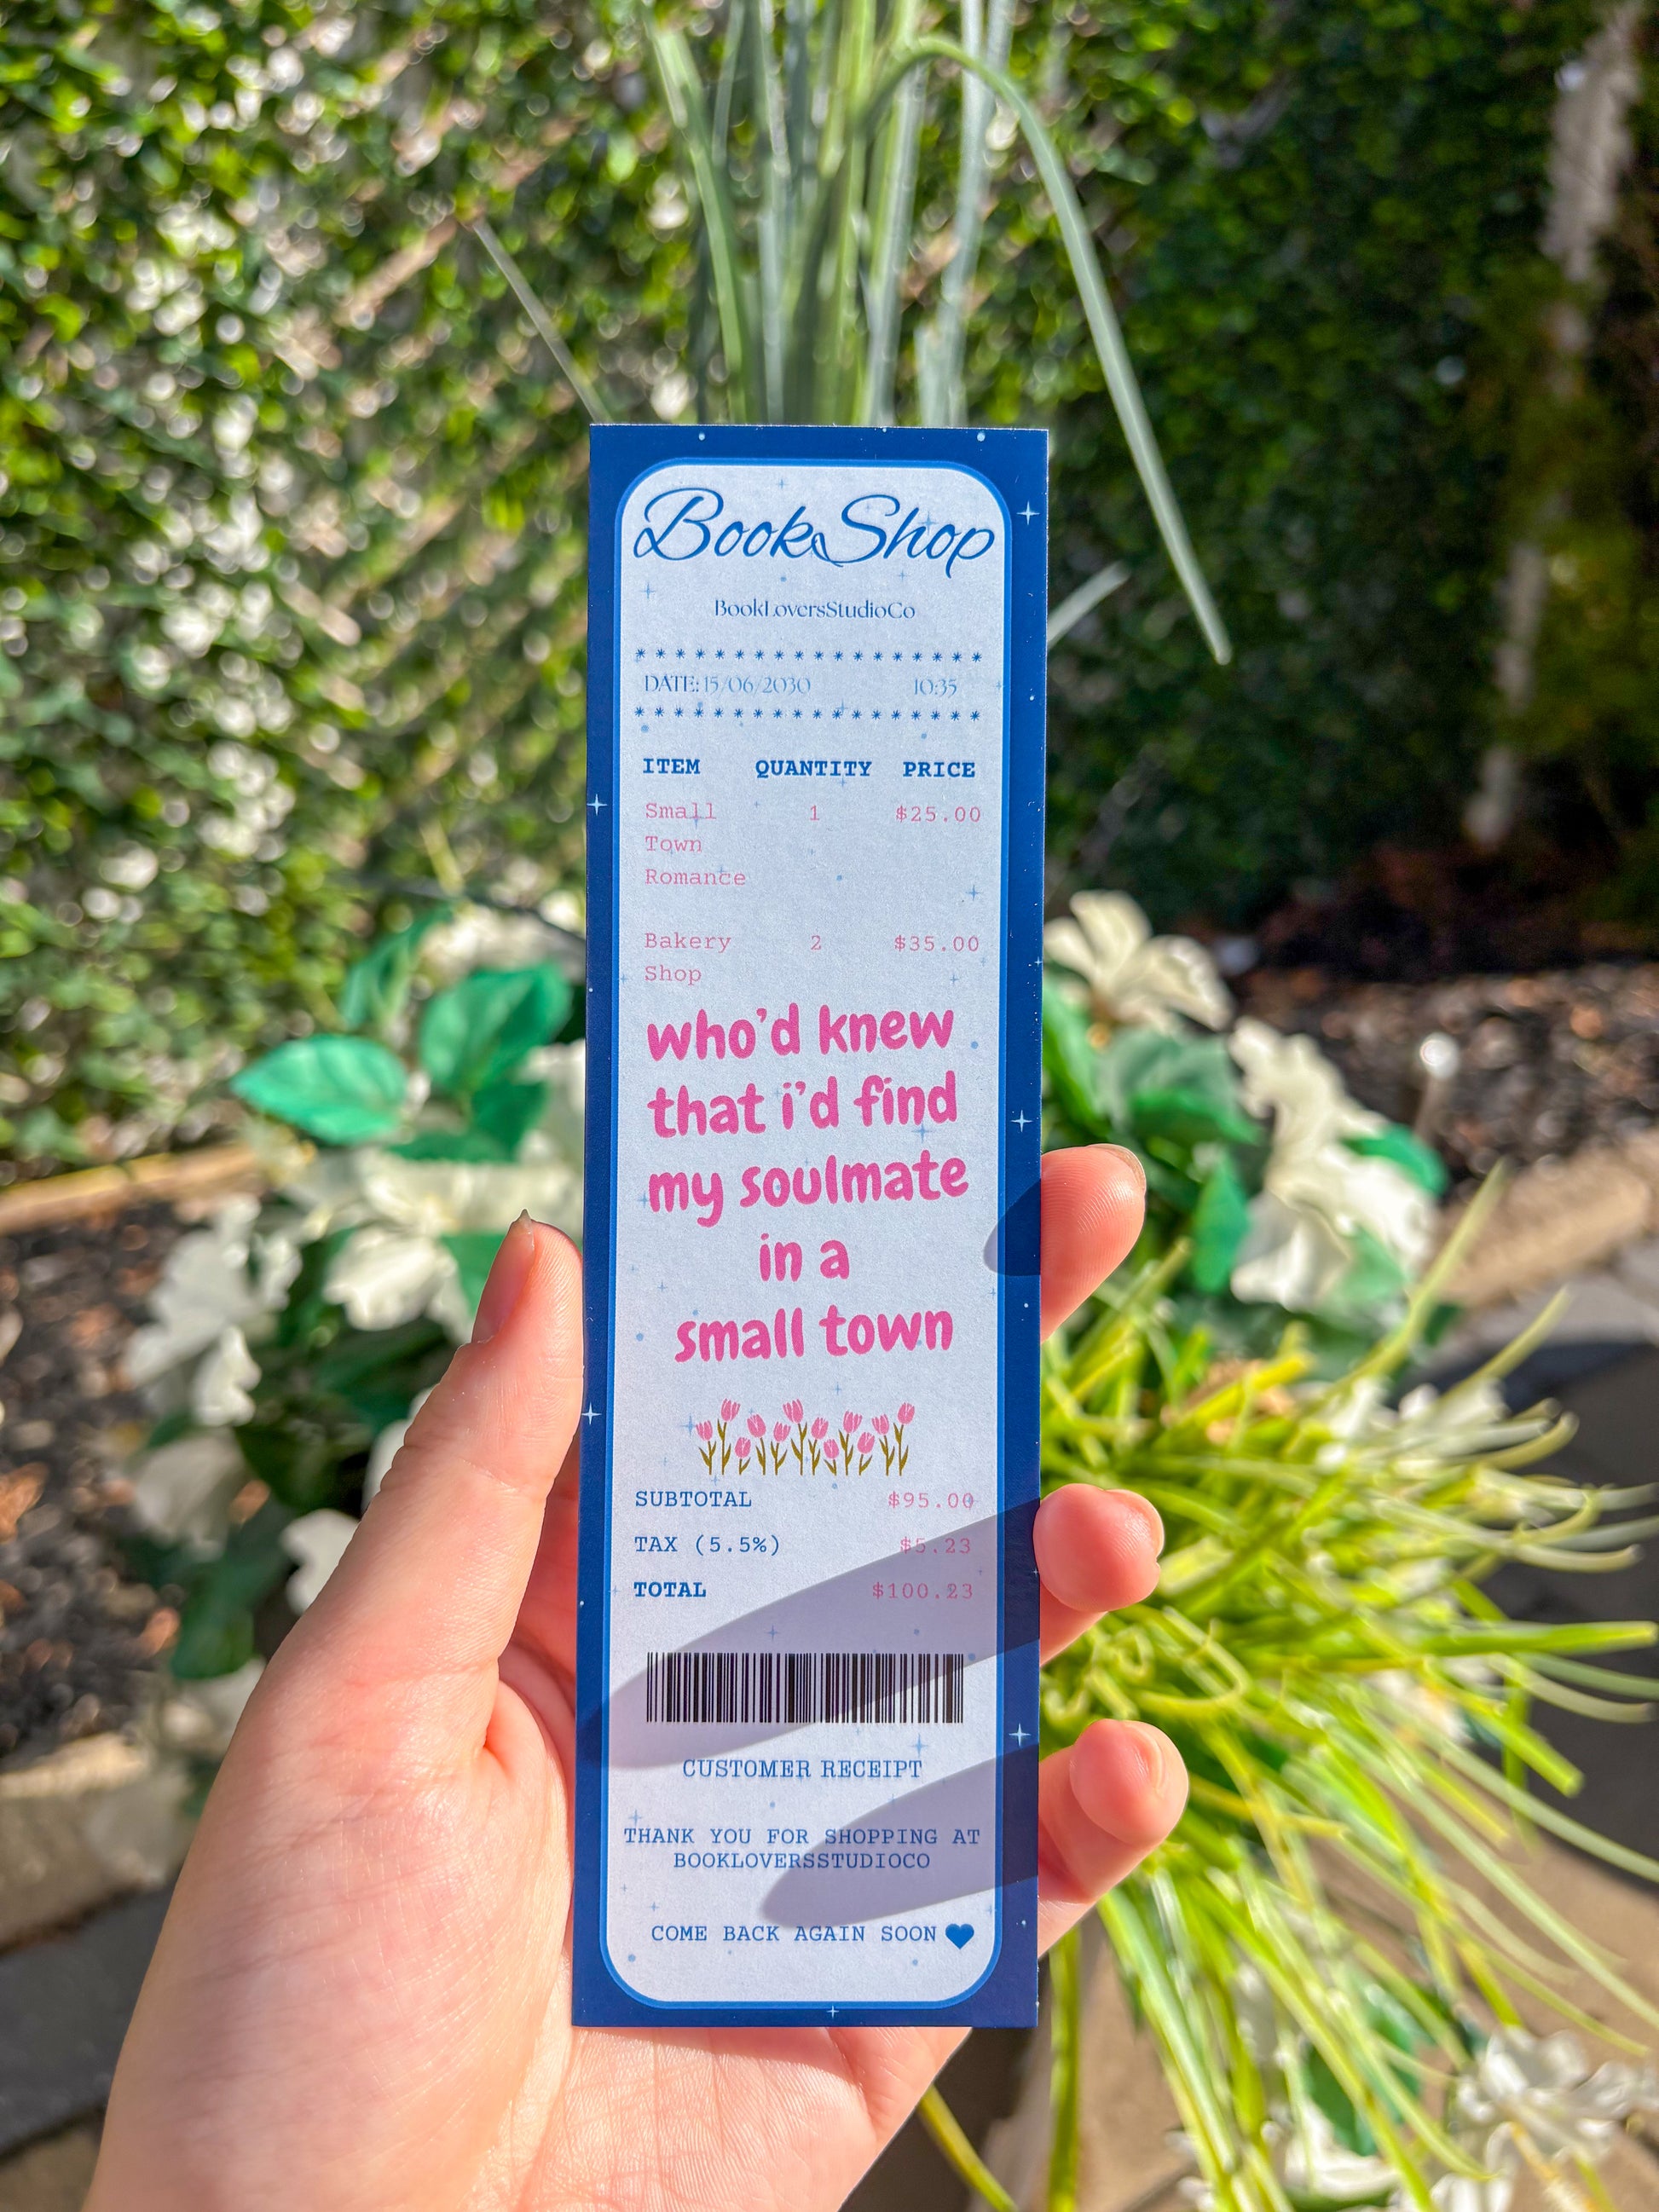 Book Shop
BookLoversStudioCo
*******************
DATE: 15/06/2030 10:35
*******************
ITEM QUANTITY PRICE
Small 1 $25.00
Town
Romance
Bakery 2 $35.00
Shop
who'd knew
that i'd find
my soulmate
in a
small town
SUBTOTAL $95.00
TAX (5.5%) $5.23
TOTAL $100.23
CUSTOMER RECEIPT
THANK YOU FOR SHOPPING AT
BOOKLOVERSSTUDIOCO
COME BACK AGAIN SOON